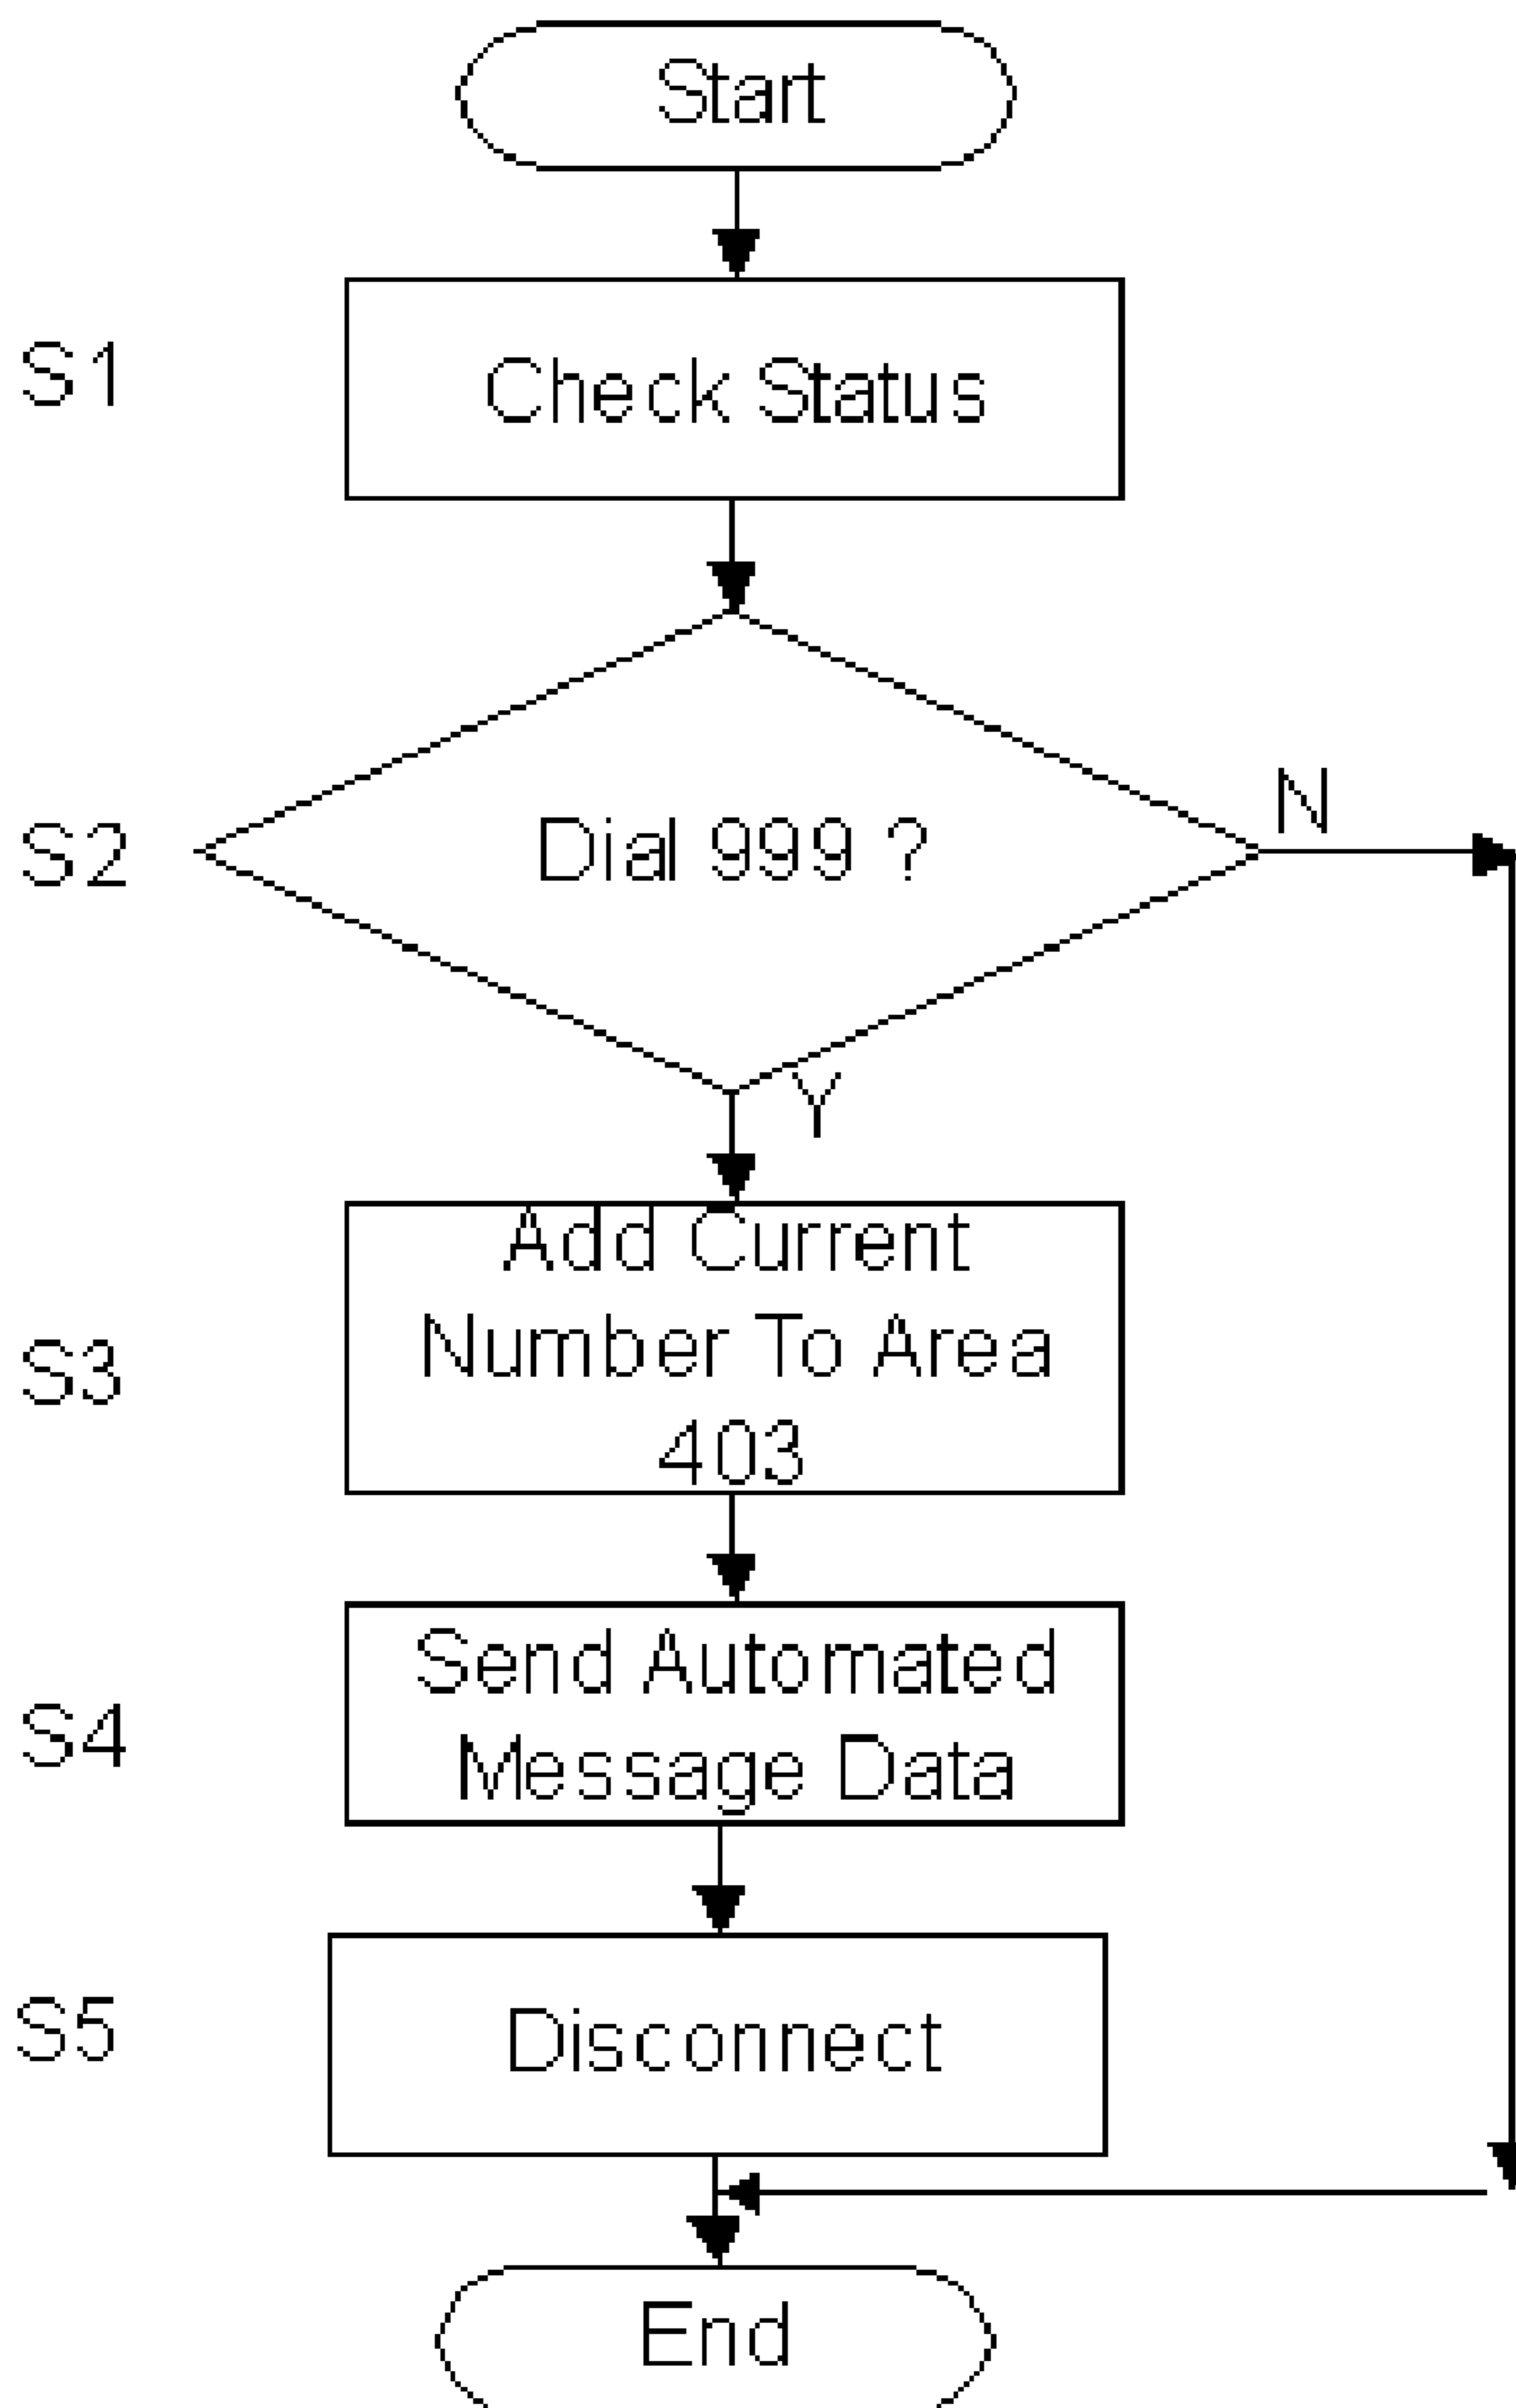 Start
S1
Check Status
S2
Dial 999 ?
N
Y
S3
Add Current
Number To Area
403
S4
Send Automated
Message Data
S5
Disconnect
End